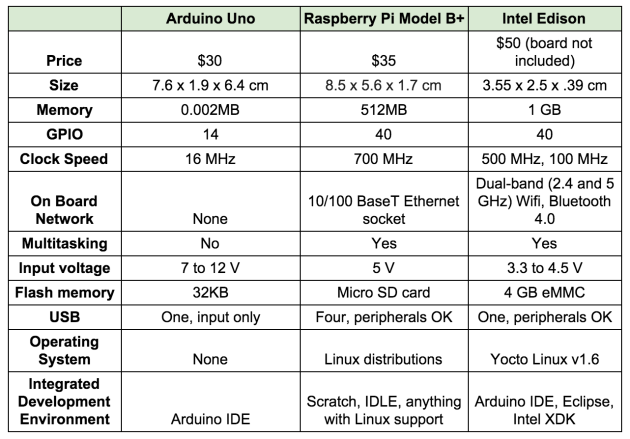 Arduino Uno Raspberry Pi Model B+ Intel Edison
Price $30 $35 $50 (board not included)
Size 7.6 x 1.9 x 6.4 cm 8.5 x 5.6 x 1.7 cm 3.55 x 2.5 x .39 cm
Memory 0.002MB 512MB 1 GB
GPIO 14 40 40
Clock Speed 16 MHz 700 MHz 500 MHz, 100 MHz
On Board Network None 10/100 BaseT Ethernet socket Dual-band (2.4 and 5 GHz) Wifi, Bluetooth 4.0
Multitasking No Yes Yes
Input voltage 7 to 12 V 5 V 3.3 to 4.5 V
Flash memory 32KB Micro SD card 4 GB eMMC
USB One, input only Four, peripherals OK One, peripherals OK
Operating System None Linux distributions Yocto Linux v1.6
Integrated Development Environment Arduino IDE Scratch, IDLE, anything with Linux support Arduino IDE, Eclipse, Intel XDK